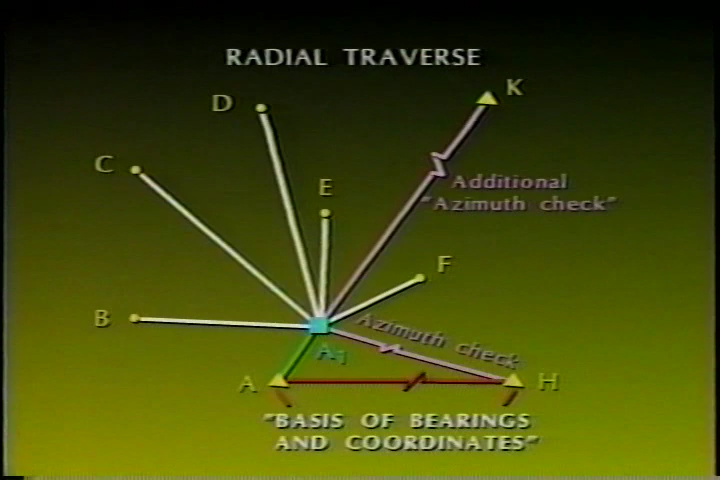 RADIAL TRAVERSE
K
D
Additional
"Azimuth check"
C
E
F
B
Azimuth check
A1
A
H
"BASIS OF BEARINGS
AND COORDINATES"